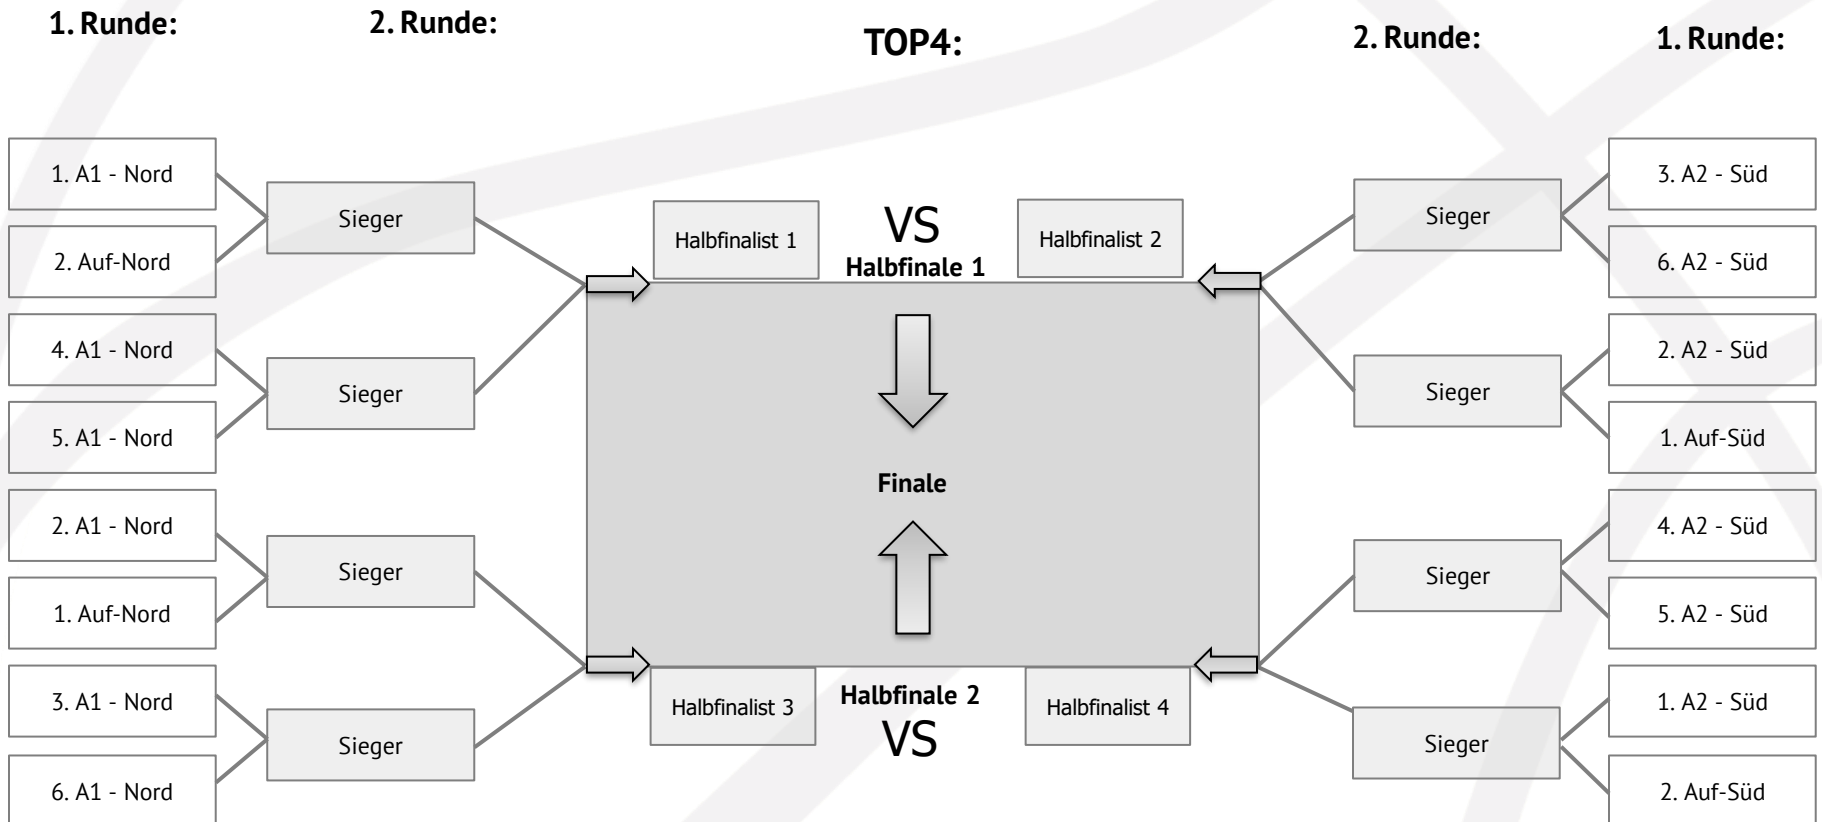 1. Runde:
2. Runde:
TOP4:
2. Runde:
1. Runde:
1. A1 - Nord
2. Auf-Nord
4. A1 - Nord
5. A1 - Nord
2. A1 - Nord
1. Auf-Nord
3. A1 - Nord
6. A1 - Nord
Sieger
Sieger
Sieger
Sieger
Halbfinalist 1
VS
Halbfinale 1
Halbfinalist 2
Finale
Halbfinalist 3
Halbfinale 2
VS
Halbfinalist 4
Sieger
Sieger
Sieger
Sieger
3. A2 - Süd
6. A2 - Süd
2. A2 - Süd
1. Auf-Süd
4. A2 - Süd
5. A2 - Süd
1. A2 - Süd
2. Auf-Süd